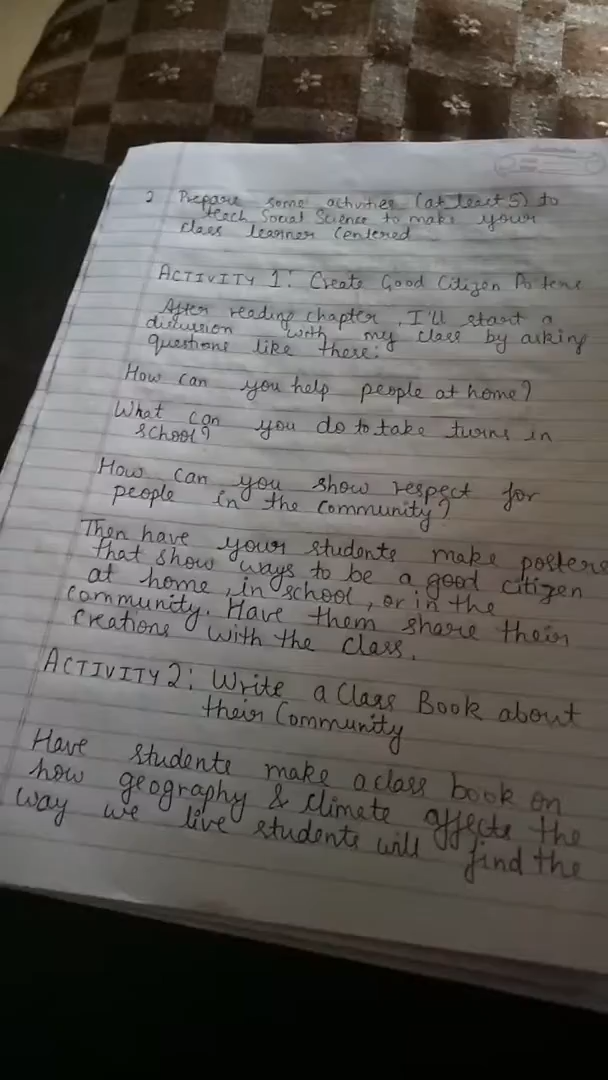 2 Prepare some activities (at least 5) to
teach Social Science to make your
class learner Centered
ACTIVITY 1: Create Good Citizen Posters
After reading chapter, I'll start a
discussion with my class by asking
questions like these:
How can you help people at home?
What can you do to take turns in
school?
How can you show respect for
people in the community?
Then have your students make posters
that show ways to be a good citizen
at home, in school, or in the
community. Have them share their
creations with the class.
ACTIVITY 2: Write a Class Book about
their Community
Have students make a class book on
how geography & climate affects the
way we live students will find the